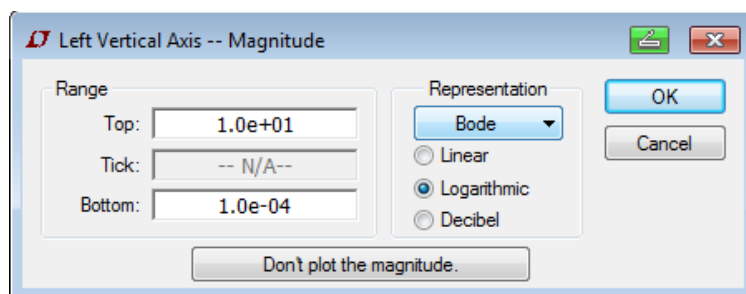 Left Vertical Axis -- Magnitude
Range
Top: 1.0e+01
Tick: -- N/A--
Bottom: 1.0e-04
Representation
Bode
Linear
Logarithmic
Decibel
OK
Cancel
Don't plot the magnitude.